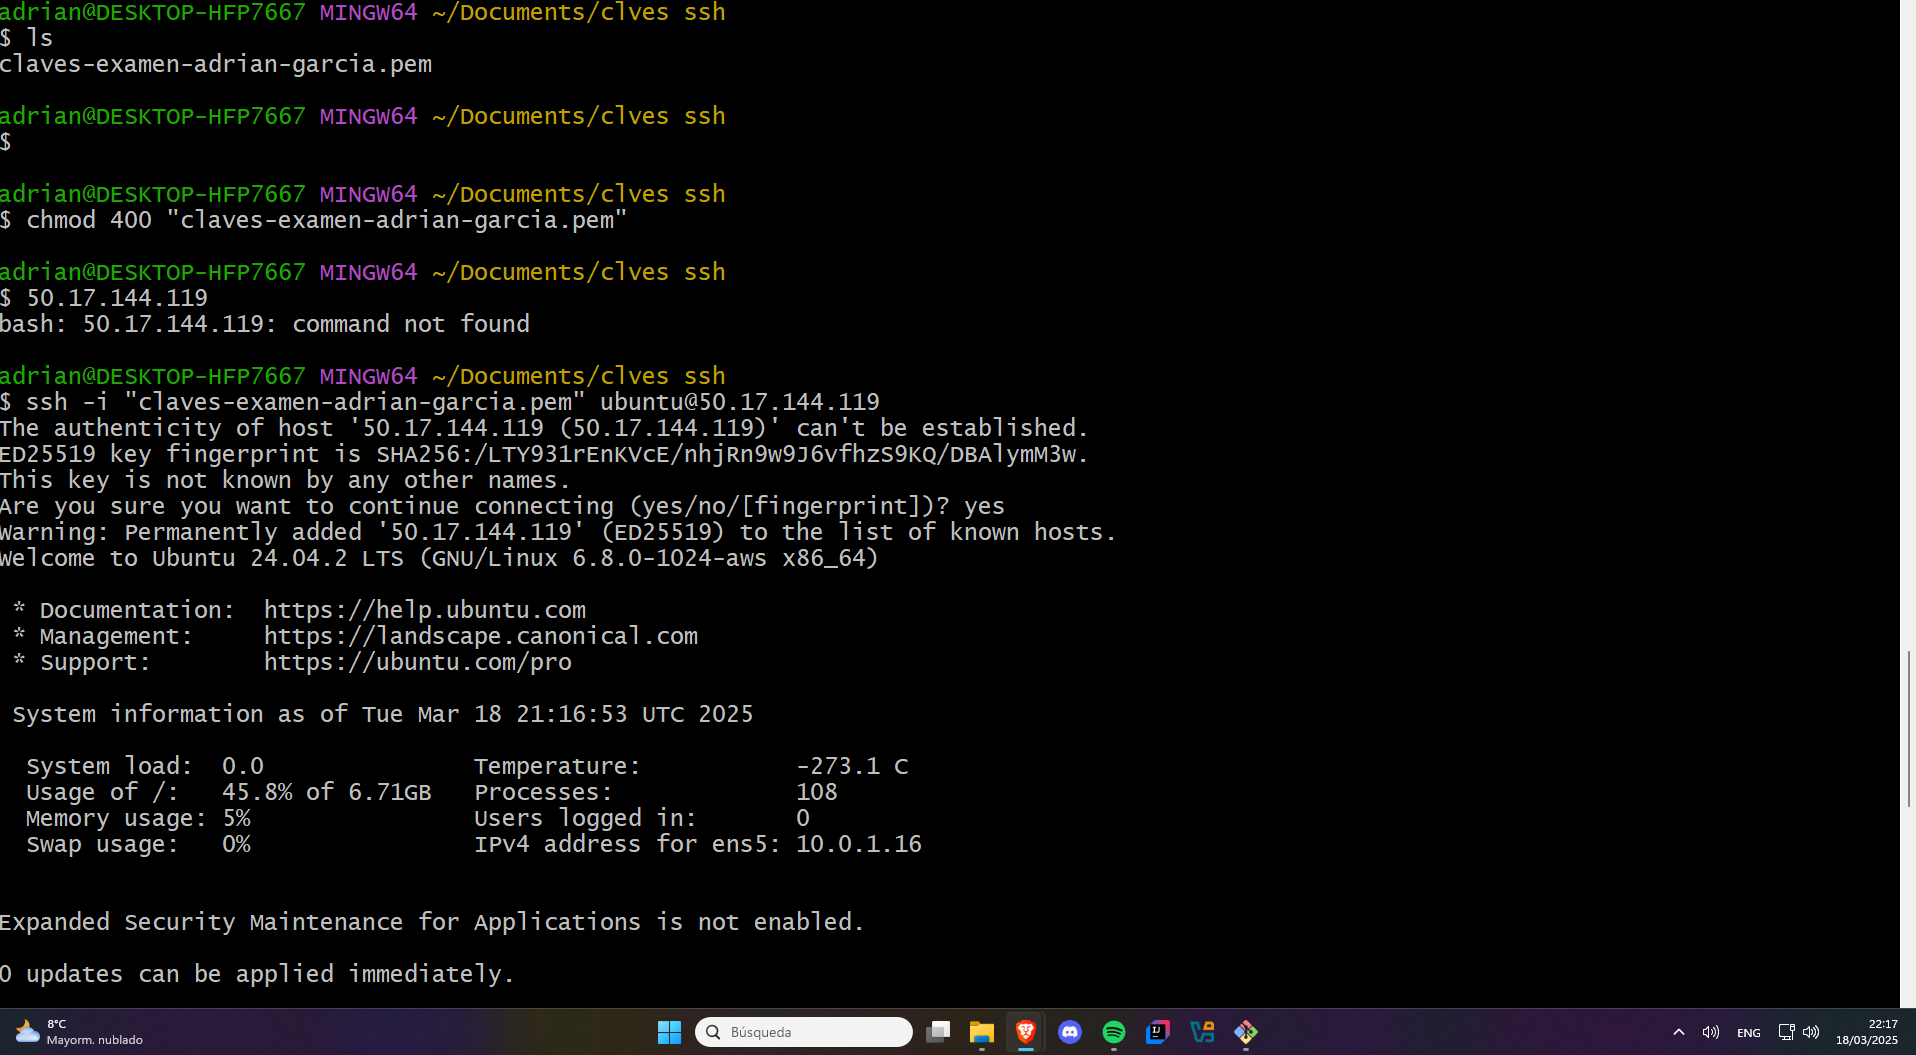 adrian@DESKTOP-HFP7667 MINGW64 ~/Documents/clves ssh
$ ls
claves-examen-adrian-garcia.pem
adrian@DESKTOP-HFP7667 MINGW64 ~/Documents/clves ssh
$
adrian@DESKTOP-HFP7667 MINGW64 ~/Documents/clves ssh
$ chmod 400 "claves-examen-adrian-garcia.pem"
adrian@DESKTOP-HFP7667 MINGW64 ~/Documents/clves ssh
$ 50.17.144.119
bash: 50.17.144.119: command not found
adrian@DESKTOP-HFP7667 MINGW64 ~/Documents/clves ssh
$ ssh -i "claves-examen-adrian-garcia.pem" ubuntu@50.17.144.119
The authenticity of host '50.17.144.119 (50.17.144.119)' can't be established.
ED25519 key fingerprint is SHA256:/LTY931rEnKVcE/nhjRn9w9J6vfhzS9KQ/DBAlymM3w.
This key is not known by any other names.
Are you sure you want to continue connecting (yes/no/[fingerprint])? yes
Warning: Permanently added '50.17.144.119' (ED25519) to the list of known hosts.
Welcome to Ubuntu 24.04.2 LTS (GNU/Linux 6.8.0-1024-aws x86_64)
* Documentation:  https://help.ubuntu.com
* Management:     https://landscape.canonical.com
* Support:        https://ubuntu.com/pro
System information as of Tue Mar 18 21:16:53 UTC 2025
System load:  0.0               Temperature:           -273.1 C
Usage of /:   45.8% of 6.71GB   Processes:             108
Memory usage: 5%                Users logged in:       0
Swap usage:   0%                IPv4 address for ens5: 10.0.1.16
Expanded Security Maintenance for Applications is not enabled.
0 updates can be applied immediately.
8°C
Mayorm. nublado
Búsqueda
ENG
22:17
18/03/2025